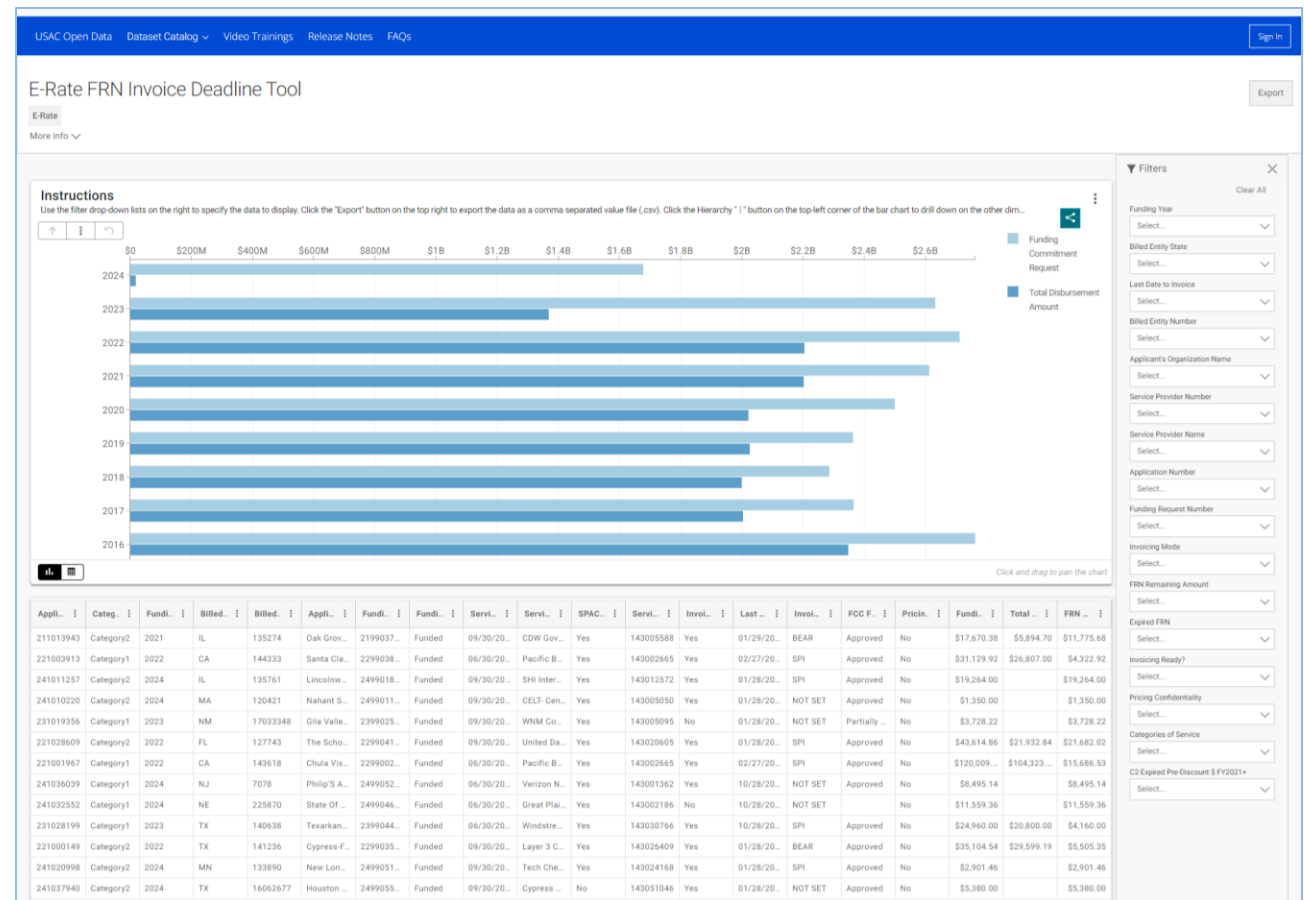 USAC Open Data Dataset Catalog Video Trainings Release Notes FAQs Sign In
E-Rate FRN Invoice Deadline Tool
Export
E-Rate
More Info
Instructions
Use the filter drop-down lists on the right to specify the data to display. Click the "Export" button on the top right to export the data as a comma separated value file (.csv). Click the Hierarchy " ⁝ " button on the top-left corner of the bar chart to drill down on the other dim...
$0 $200M $400M $600M $800M $1B $1.2B $1.4B $1.6B $1.8B $2B $2.2B $2.4B $2.6B
2024
2023
2022
2021
2020
2019
2018
2017
2016
Funding
Commitment
Request
Total Disbursement
Amount
Click and drag to pan the chart
Filters
Clear All
Funding Year
Select...
Billed Entity State
Select...
Last Date to Invoice
Select...
Billed Entity Number
Select...
Applicant's Organization Name
Select...
Service Provider Number
Select...
Service Provider Name
Select...
Application Number
Select...
Funding Request Number
Select...
Invoicing Mode
Select...
FRN Remaining Amount
Select...
Expired FRN
Select...
Invoicing Ready?
Select...
Pricing Confidentiality
Select...
Categories of Service
Select...
C2 Expired Pre-Discount $ FY2021+
Select...
Appli... Categ... Fundi... Billed... Billed... Appli... Fundi... Fundi... Servi... Servi... SPAC... Servi... Invoi... Last ... Invoi... FCC F... Pricin... Fundi... Total ... FRN ...
211013943 Category2 2021 IL 135274 Oak Grov... 2199037... Funded 09/30/20... CDW Gov... Yes 143005588 Yes 01/29/20... BEAR Approved No $17,670.38 $5,894.70 $11,775.68
221003913 Category1 2022 CA 144333 Santa Cla... 2299038... Funded 06/30/20... Pacific B... Yes 143002665 Yes 02/27/20... SPI Approved No $31,129.92 $26,807.00 $4,322.92
241011257 Category2 2024 IL 135761 Lincolnw... 2499018... Funded 09/30/20... SHI Inter... Yes 143012572 Yes 01/28/20... SPI Approved No $19,264.00 $19,264.00
241010220 Category2 2024 MA 120421 Nahant S... 2499011... Funded 09/30/20... CELT- Cen... Yes 143005050 Yes 01/28/20... NOT SET Approved No $1,350.00 $1,350.00
231019356 Category1 2023 NM 17033348 Gila Valle... 2399025... Funded 09/30/20... WNM Co... Yes 143005095 No 01/28/20... NOT SET Partially ... No $3,728.22 $3,728.22
221028609 Category2 2022 FL 127743 The Scho... 2299041... Funded 09/30/20... United Da... Yes 143020605 Yes 01/28/20... SPI Approved No $43,614.86 $21,932.84 $21,682.02
221001967 Category1 2022 CA 143618 Chula Vis... 2299002... Funded 06/30/20... Pacific B... Yes 143002665 Yes 02/27/20... SPI Approved No $120,009.... $104,323.... $15,686.53
241036039 Category1 2024 NJ 7078 Philip'S A... 2499052... Funded 06/30/20... Verizon N... Yes 143001362 Yes 10/28/20... NOT SET Approved No $8,495.14 $8,495.14
241032552 Category1 2024 NE 225870 State Of ... 2499046... Funded 06/30/20... Great Plai... Yes 143002186 No 10/28/20... NOT SET No $11,559.36 $11,559.36
231028199 Category1 2023 TX 140638 Texarkan... 2399044... Funded 06/30/20... Windstre... Yes 143030766 Yes 10/28/20... SPI Approved No $24,960.00 $20,800.00 $4,160.00
221000149 Category2 2022 TX 141236 Cypress-F... 2299035... Funded 09/30/20... Layer 3 C... Yes 143026409 Yes 01/28/20... BEAR Approved No $35,104.54 $29,599.19 $5,505.35
241020998 Category2 2024 MN 133890 New Lon... 2499051... Funded 09/30/20... Tech Che... Yes 143024168 Yes 01/28/20... SPI Approved No $2,901.46 $2,901.46
241037940 Category2 2024 TX 16062677 Houston ... 2499055... Funded 09/30/20... Cypress ... No 143051046 Yes 01/28/20... NOT SET Approved No $5,380.00 $5,380.00